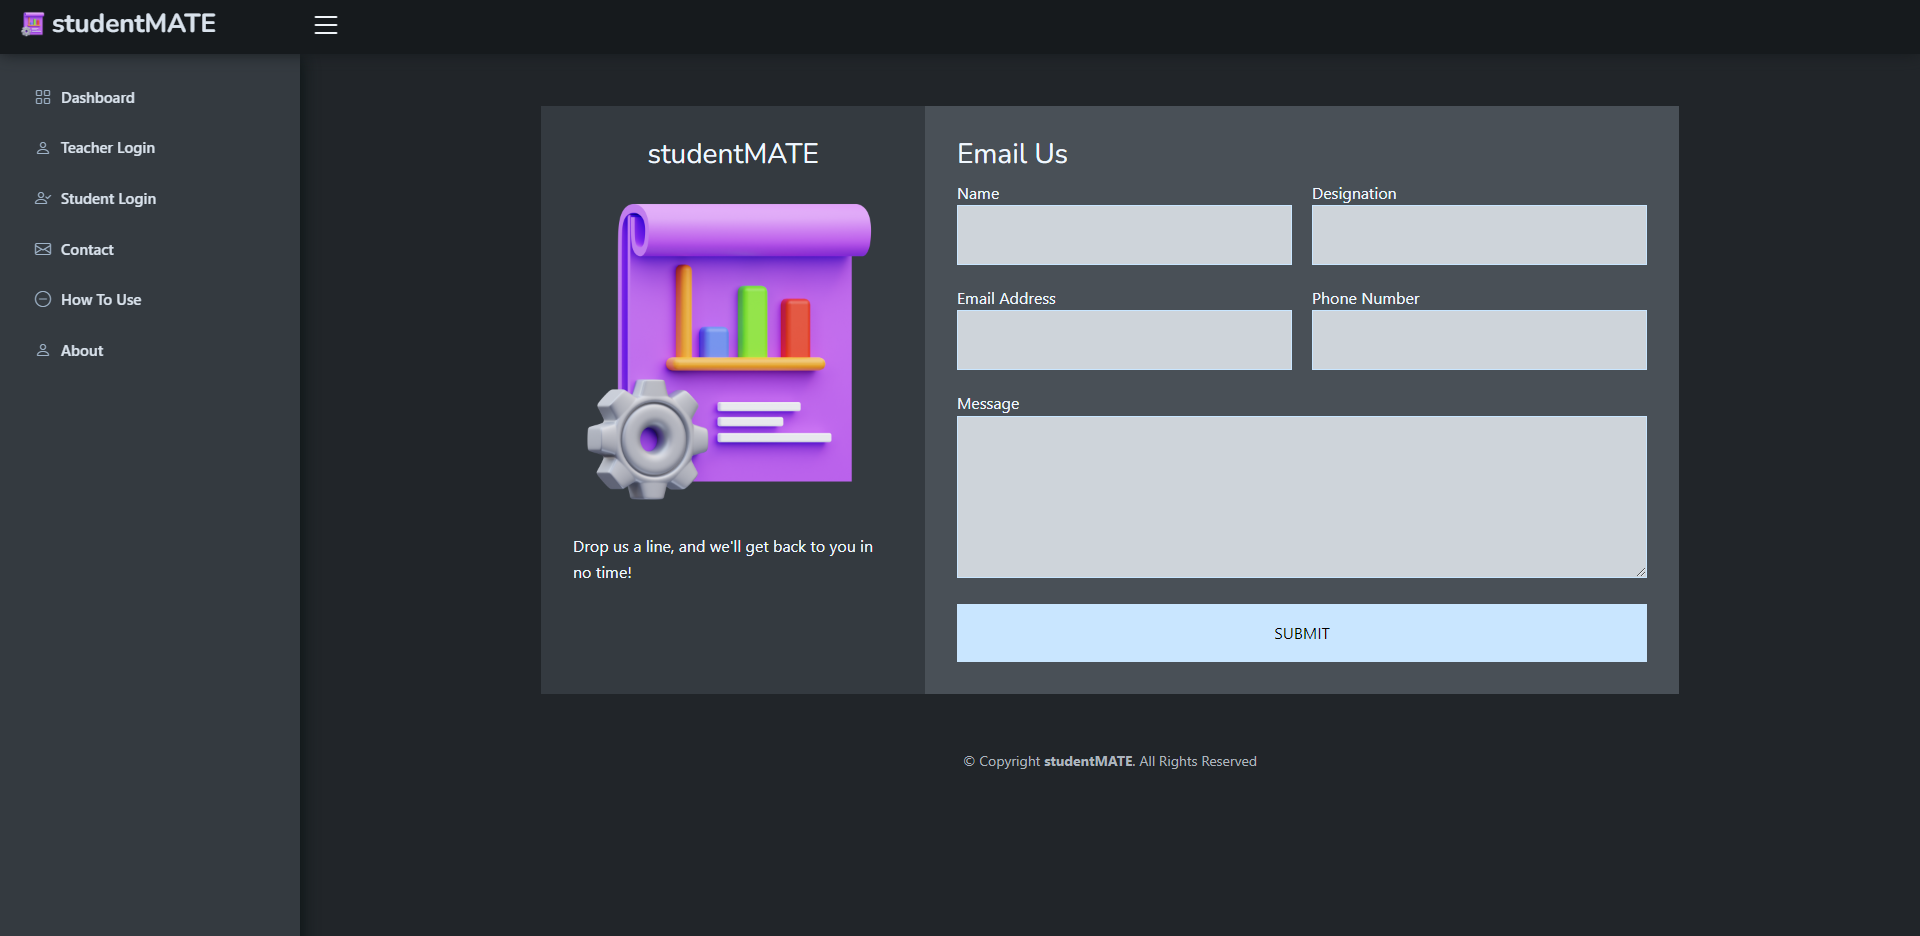 studentMATE
Dashboard
Teacher Login
Student Login
Contact
How To Use
About
studentMATE
Drop us a line, and we'll get back to you in
no time!
Email Us
Name
Designation
Email Address
Phone Number
Message
SUBMIT
© Copyright studentMATE. All Rights Reserved